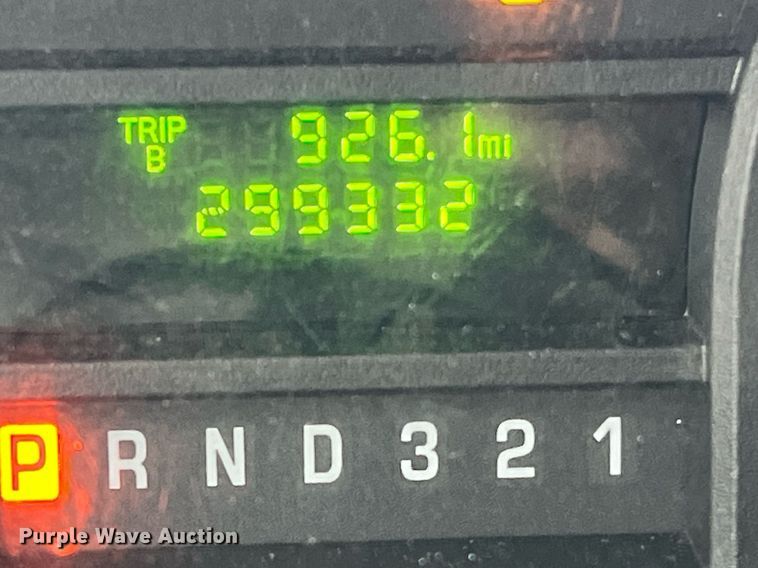 TRIP 926.1mi
B
299332
P R N D 3 2 1
Purple Wave Auction